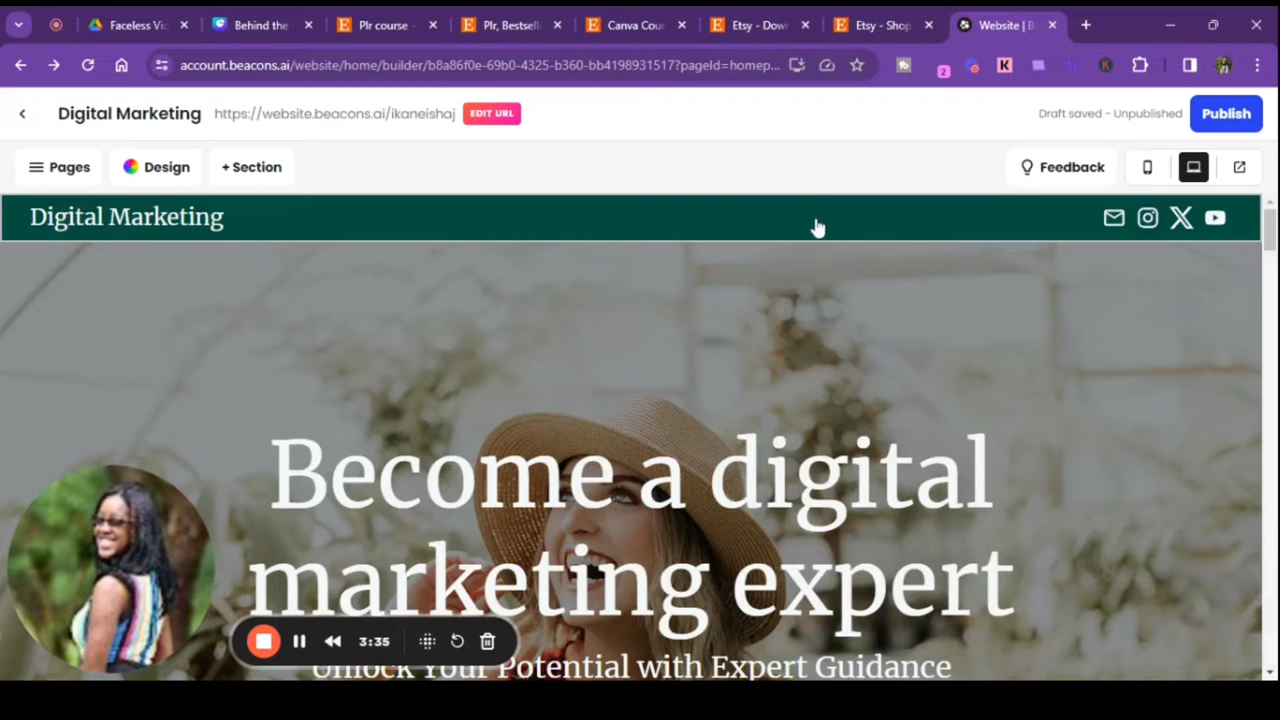 Faceless Vi
Behind the
Plr course -
Plr, Bestsell
Canva Cour
Etsy - Down
Etsy - Shop
Website | B
account.beacons.ai/website/home/builder/b8a86f0e-69b0-4325-b360-bb4198931517?pageId=homep...
2
K
K
Digital Marketing
https://website.beacons.ai/ikaneishaj
EDIT URL
Draft saved - Unpublished
Publish
Pages
Design
+ Section
Feedback
Digital Marketing
Become a digital
marketing expert
3:35
Unlock Your Potential with Expert Guidance